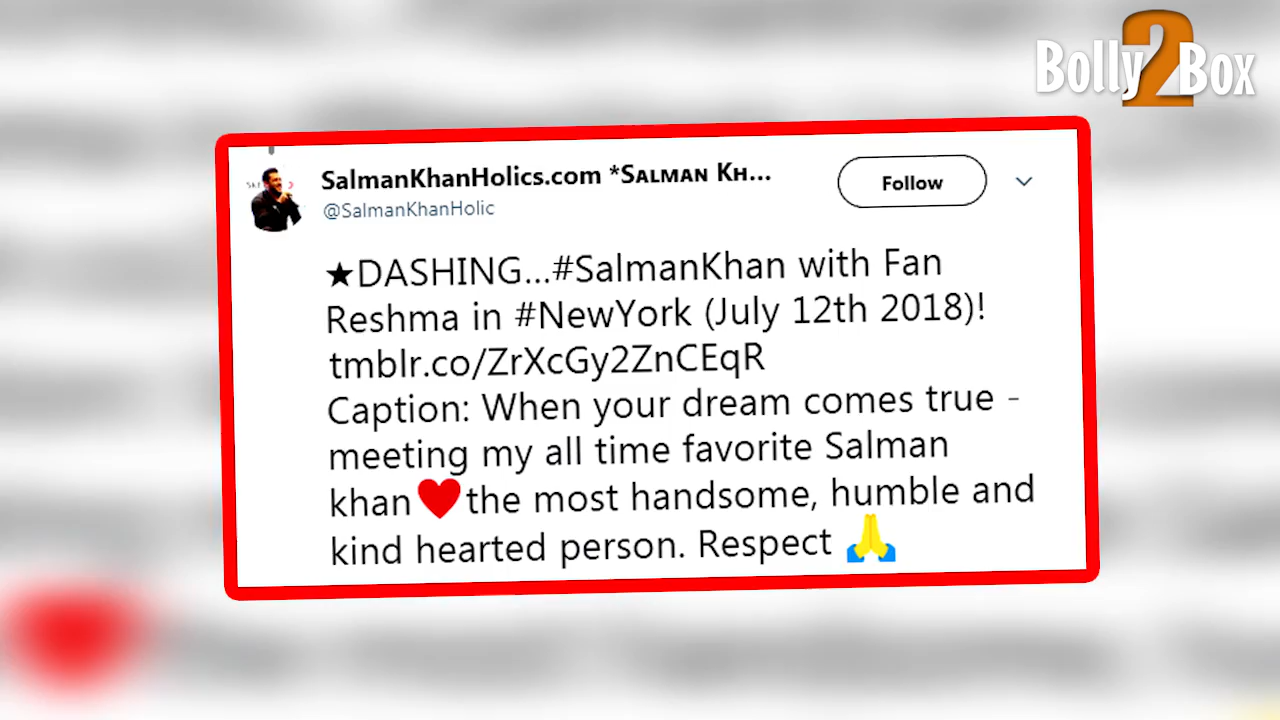 Bolly2Box
SalmanKhanHolics.com *Sᴀʟᴍᴀɴ Kʜ...
Follow
@SalmanKhanHolic
★DASHING...#SalmanKhan with Fan
Reshma in #NewYork (July 12th 2018)!
tmblr.co/ZrXcGy2ZnCEqR
Caption: When your dream comes true -
meeting my all time favorite Salman
khan❤the most handsome, humble and
kind hearted person. Respect 🙏